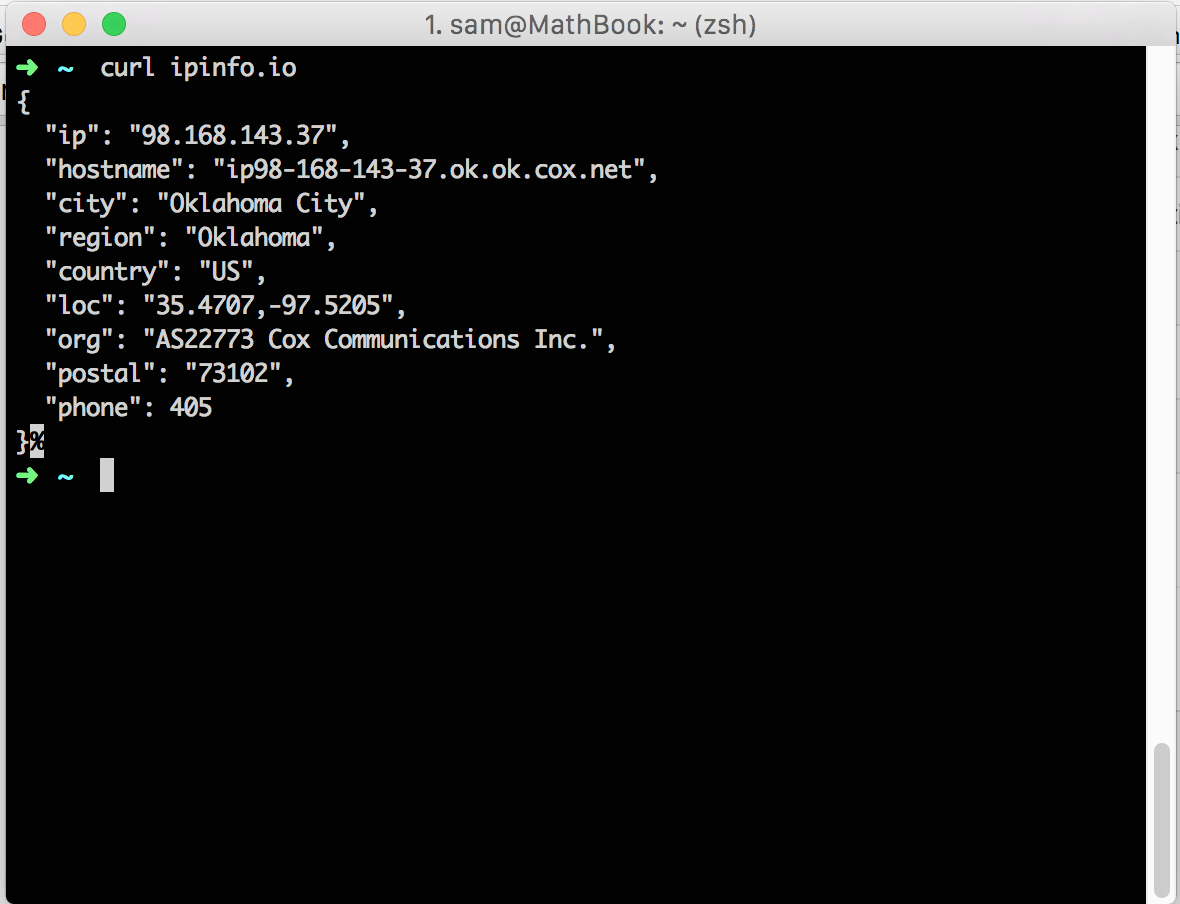 1. sam@MathBook: ~ (zsh)
➜ ~ curl ipinfo.io
{
"ip": "98.168.143.37",
"hostname": "ip98-168-143-37.ok.ok.cox.net",
"city": "Oklahoma City",
"region": "Oklahoma",
"country": "US",
"loc": "35.4707,-97.5205",
"org": "AS22773 Cox Communications Inc.",
"postal": "73102",
"phone": 405
}%
➜ ~